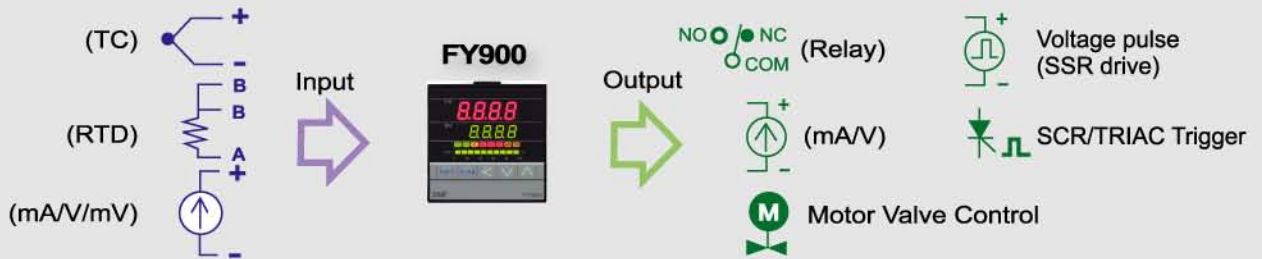 (TC)
+
-
B
B
(RTD)
A
+
(mA/V/mV)
-
Input
FY900
8.8.8.8
8.8.8.8
Output
NO
NC
COM
(Relay)
+
(mA/V)
-
M
Motor Valve Control
+
Voltage pulse
(SSR drive)
-
SCR/TRIAC Trigger